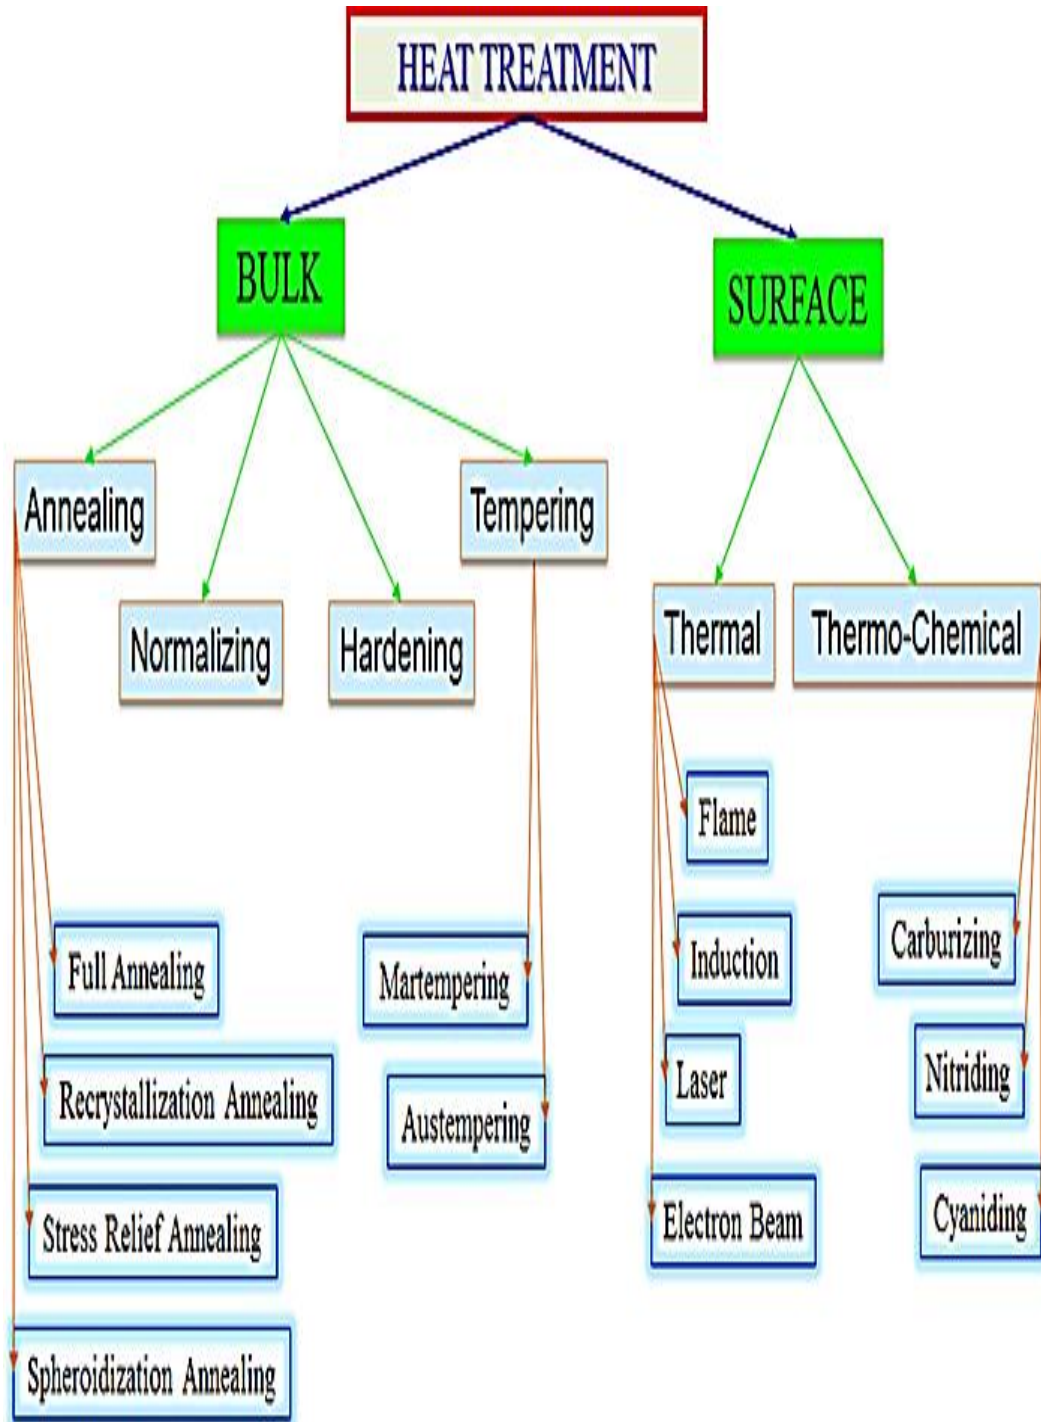 HEAT TREATMENT
BULK
SURFACE
Annealing
Tempering
Normalizing
Hardening
Thermal
Thermo-Chemical
Flame
Full Annealing
Martempering
Induction
Carburizing
Recrystallization Annealing
Austempering
Laser
Nitriding
Stress Relief Annealing
Electron Beam
Cyaniding
Spheroidization Annealing